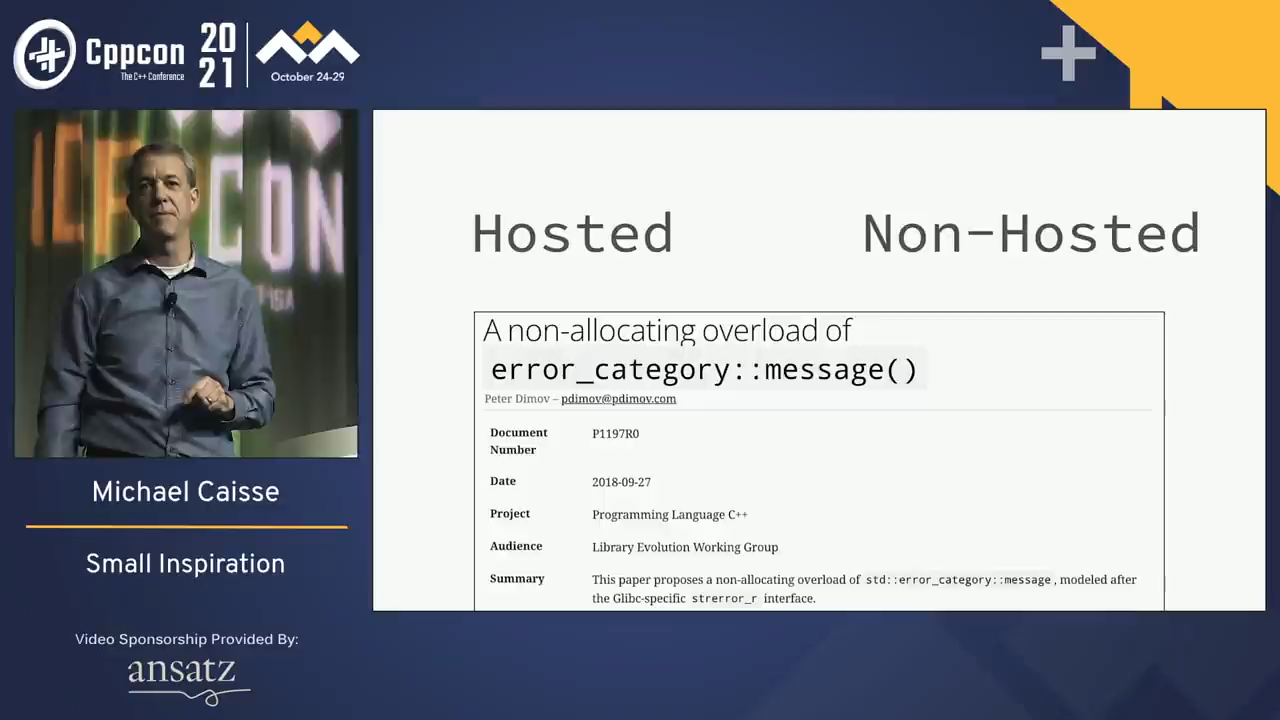 Cppcon
The C++ Conference
20
21
October 24-29
CON
Michael Caisse
Small Inspiration
Video Sponsorship Provided By:
ansatz
Hosted Non-Hosted
A non-allocating overload of
error_category::message()
Peter Dimov – pdimov@pdimov.com
Document
Number
P1197R0
Date 2018-09-27
Project Programming Language C++
Audience Library Evolution Working Group
Summary This paper proposes a non-allocating overload of std::error_category::message, modeled after
the Glibc-specific strerror_r interface.